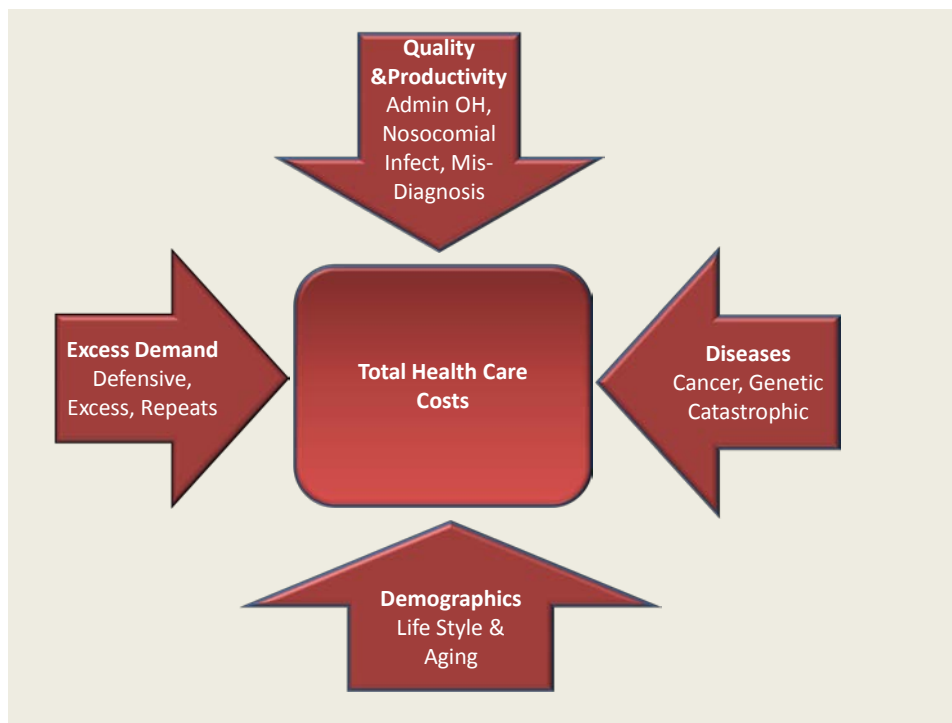 Quality
&Productivity
Admin OH,
Nosocomial
Infect, Mis-
Diagnosis
Excess Demand
Defensive,
Excess, Repeats
Total Health Care
Costs
Diseases
Cancer, Genetic
Catastrophic
Demographics
Life Style &
Aging